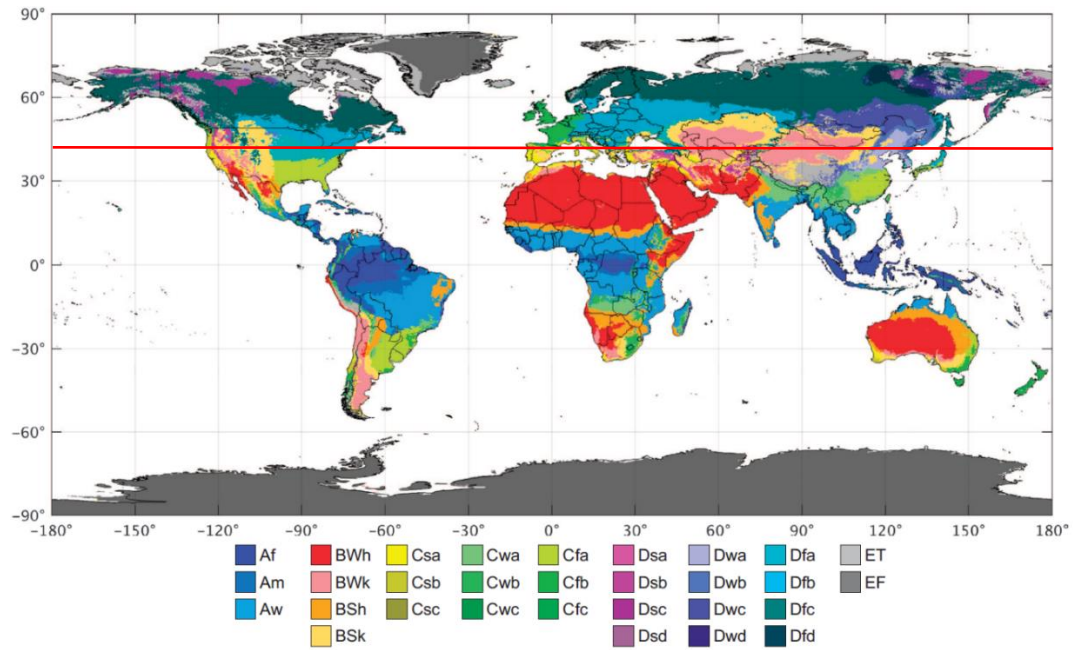 90°
60°
30°
0°
−30°
−60°
−90°
−180° −150° −120° −90° −60° −30° 0° 30° 60° 90° 120° 150° 180°
Af BWh Csa Cwa Cfa Dsa Dwa Dfa ET
Am BWk Csb Cwb Cfb Dsb Dwb Dfb EF
Aw BSh Csc Cwc Cfc Dsc Dwc Dfc
BSk Dsd Dwd Dfd